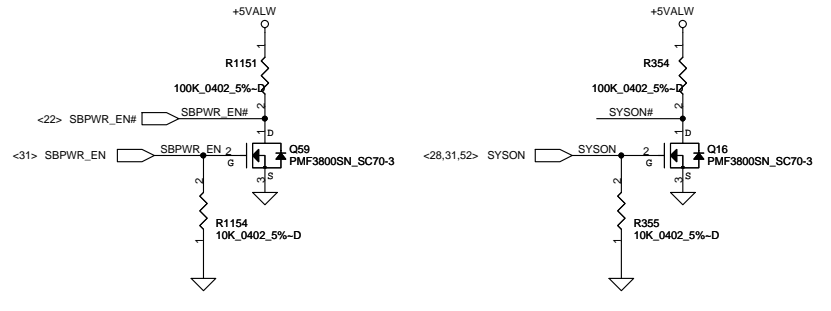 +5VALW
1
R1151
100K_0402_5%~D
2
<22> SBPWR_EN#
SBPWR_EN#
1
D
<31> SBPWR_EN
SBPWR_EN
2
G
Q59
PMF3800SN_SC70-3
3
S
2
R1154
10K_0402_5%~D
1
+5VALW
1
R354
100K_0402_5%~D
2
SYSON#
1
D
<28,31,52> SYSON
SYSON
2
G
Q16
PMF3800SN_SC70-3
3
S
2
R355
10K_0402_5%~D
1